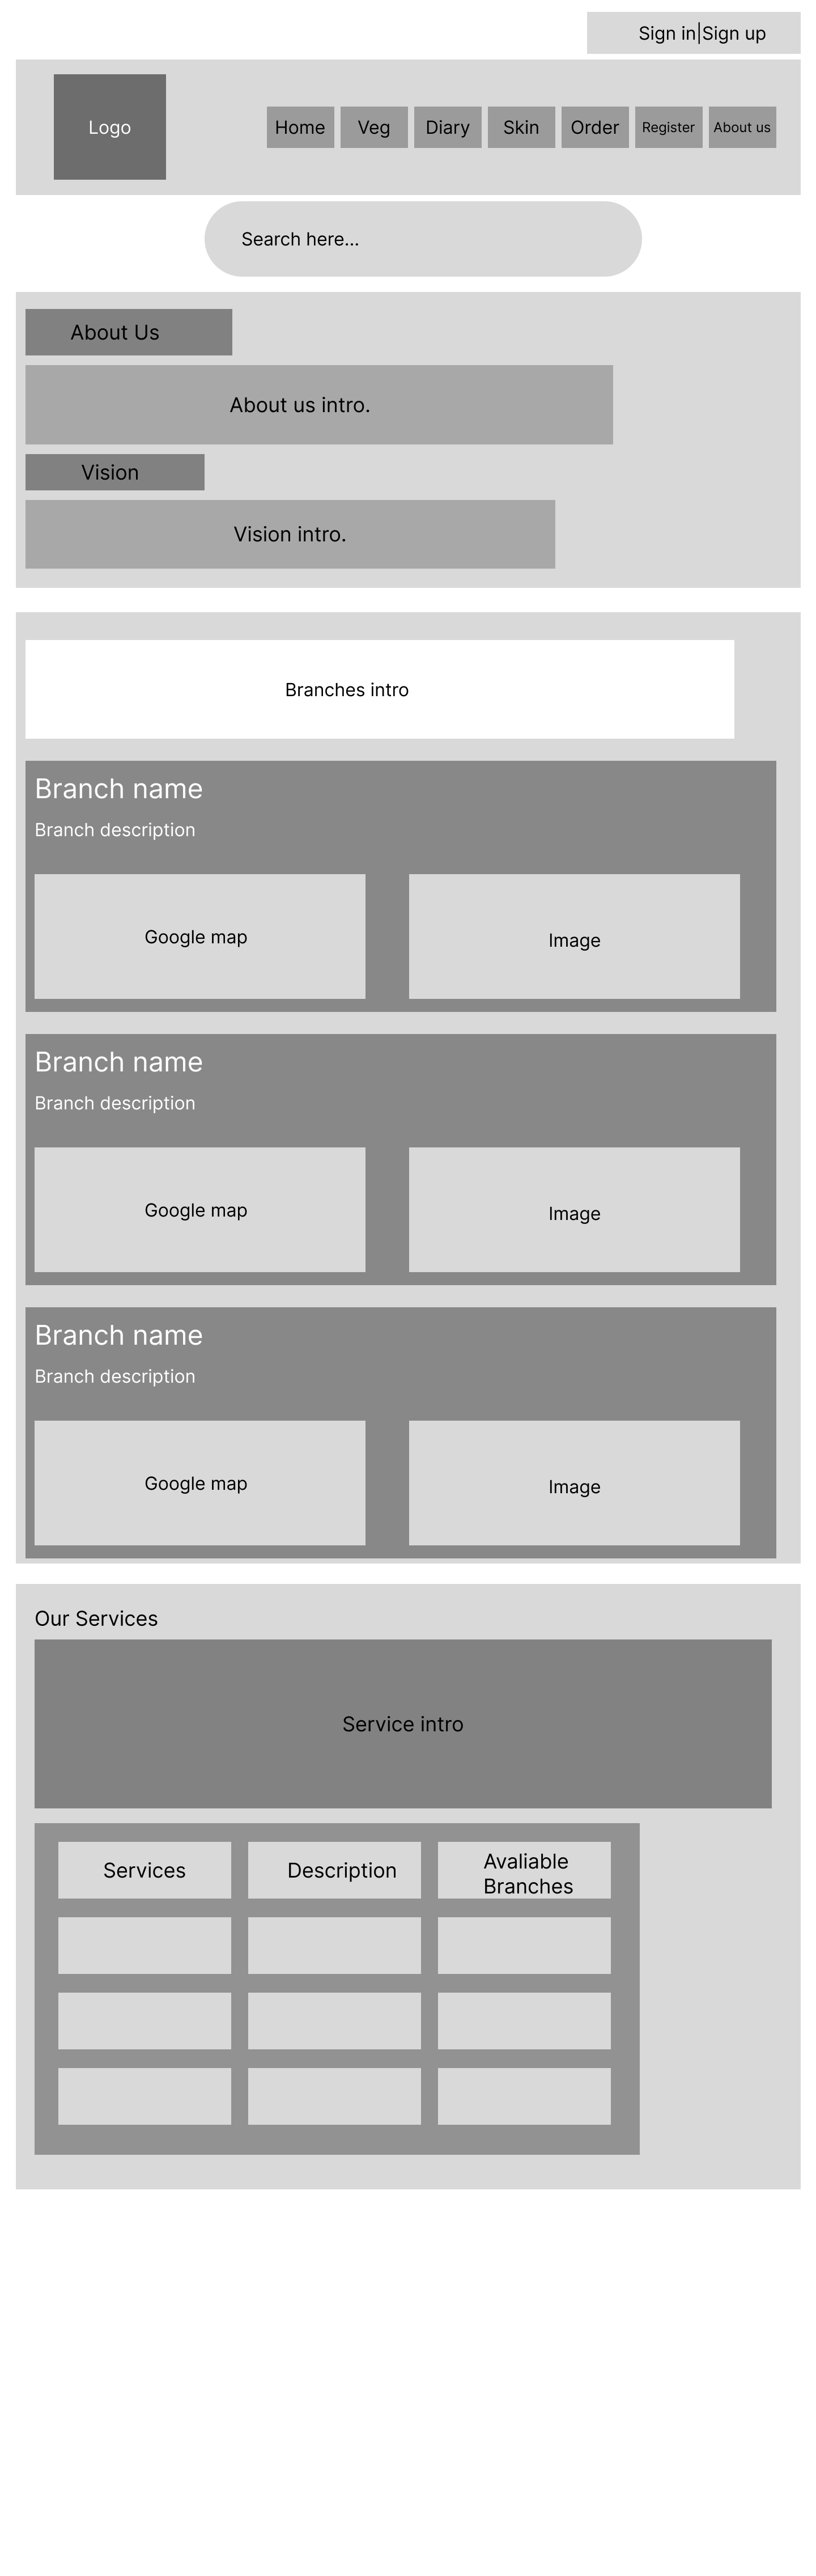 Sign in|Sign up
Logo
Home Veg Diary Skin Order Register About us
Search here...
About Us
About us intro.
Vision
Vision intro.
Branches intro
Branch name
Branch description
Google map Image
Branch name
Branch description
Google map Image
Branch name
Branch description
Google map Image
Our Services
Service intro
Services Description Avaliable
Branches